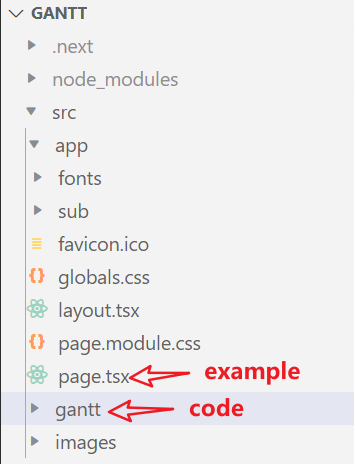 GANTT
.next
node_modules
src
app
fonts
sub
favicon.ico
globals.css
layout.tsx
page.module.css
page.tsx example
gantt code
images